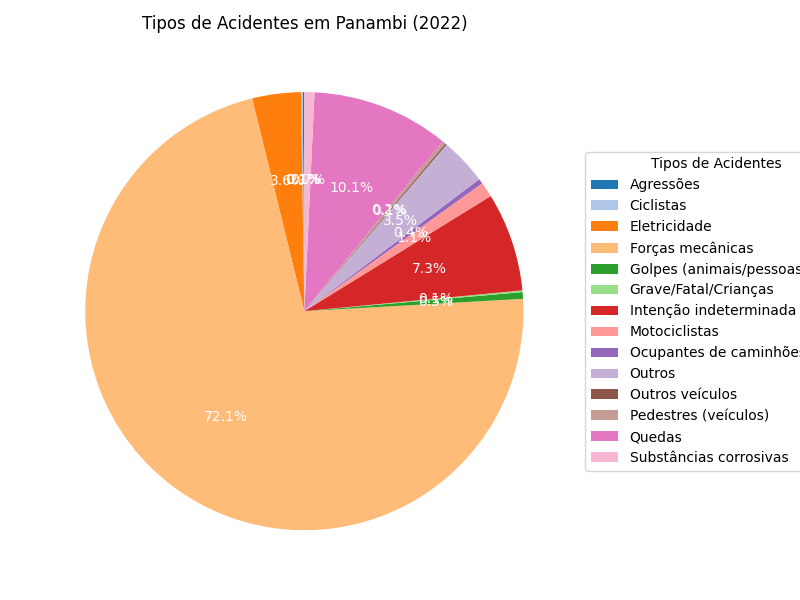 Tipos de Acidentes em Panambi (2022)
3.6%
10.1%
3.5%
0.4%
1.1%
7.3%
0.1%
72.1%
Tipos de Acidentes
Agressões
Ciclistas
Eletricidade
Forças mecânicas
Golpes (animais/pessoas
Grave/Fatal/Crianças
Intenção indeterminada
Motociclistas
Ocupantes de caminhões
Outros
Outros veículos
Pedestres (veículos)
Quedas
Substâncias corrosivas